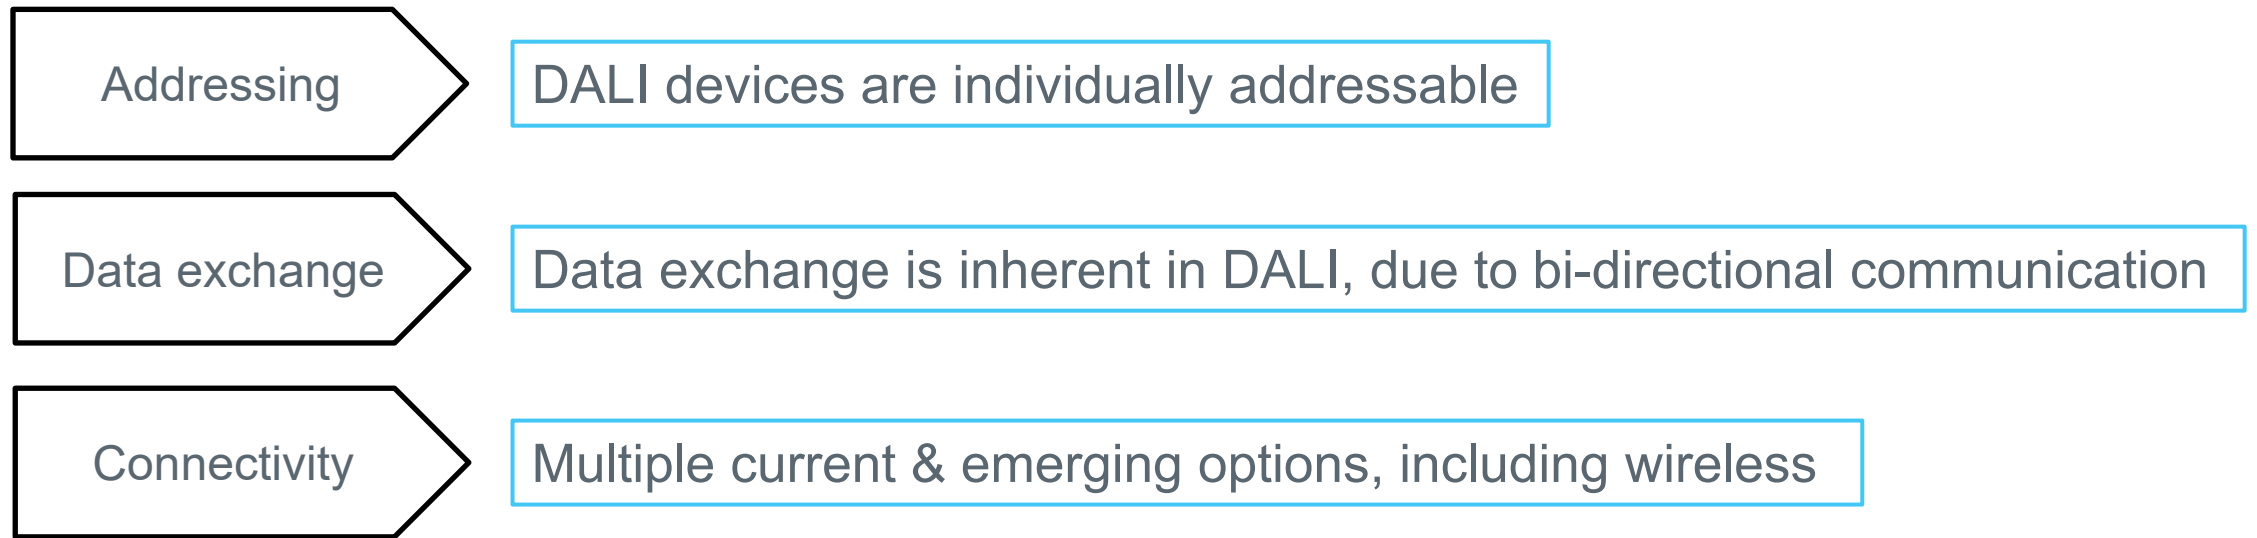 Addressing
DALI devices are individually addressable
Data exchange
Data exchange is inherent in DALI, due to bi-directional communication
Connectivity
Multiple current & emerging options, including wireless